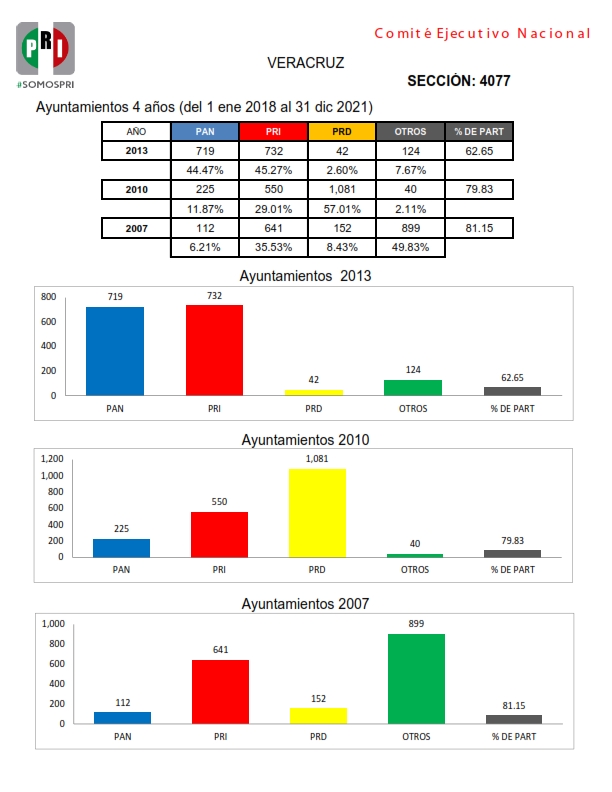 PRI
#SOMOSPRI
Comité Ejecutivo Nacional
VERACRUZ
SECCIÓN: 4077
Ayuntamientos 4 años (del 1 ene 2018 al 31 dic 2021)
AÑO PAN PRI PRD OTROS % DE PART
2013 719 732 42 124 62.65
44.47% 45.27% 2.60% 7.67%
2010 225 550 1,081 40 79.83
11.87% 29.01% 57.01% 2.11%
2007 112 641 152 899 81.15
6.21% 35.53% 8.43% 49.83%
Ayuntamientos 2013
800
600
400
200
0
719 732 42 124 62.65
PAN PRI PRD OTROS % DE PART
Ayuntamientos 2010
1,200
1,000
800
600
400
200
0
225 550 1,081 40 79.83
PAN PRI PRD OTROS % DE PART
Ayuntamientos 2007
1,000
800
600
400
200
0
112 641 152 899 81.15
PAN PRI PRD OTROS % DE PART